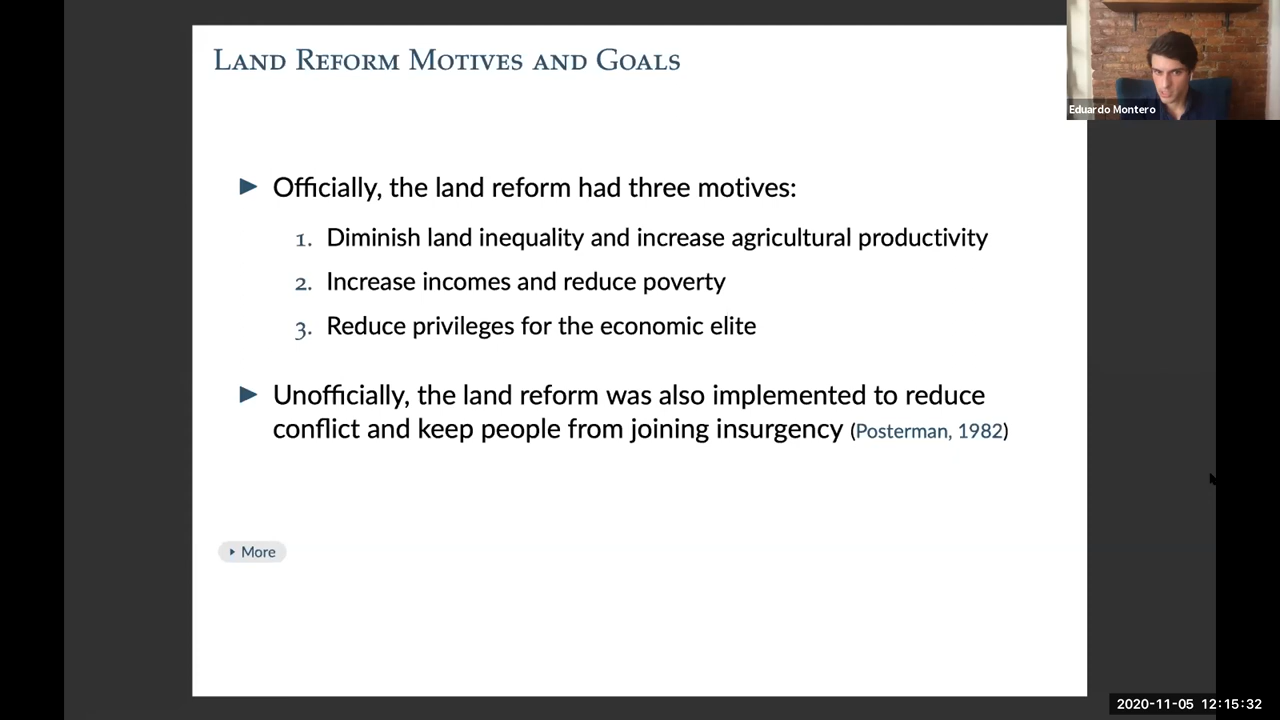 LAND REFORM MOTIVES AND GOALS
Eduardo Montero
► Officially, the land reform had three motives:
1. Diminish land inequality and increase agricultural productivity
2. Increase incomes and reduce poverty
3. Reduce privileges for the economic elite
► Unofficially, the land reform was also implemented to reduce
conflict and keep people from joining insurgency (Posterman, 1982)
More
2020-11-05 12:15:32